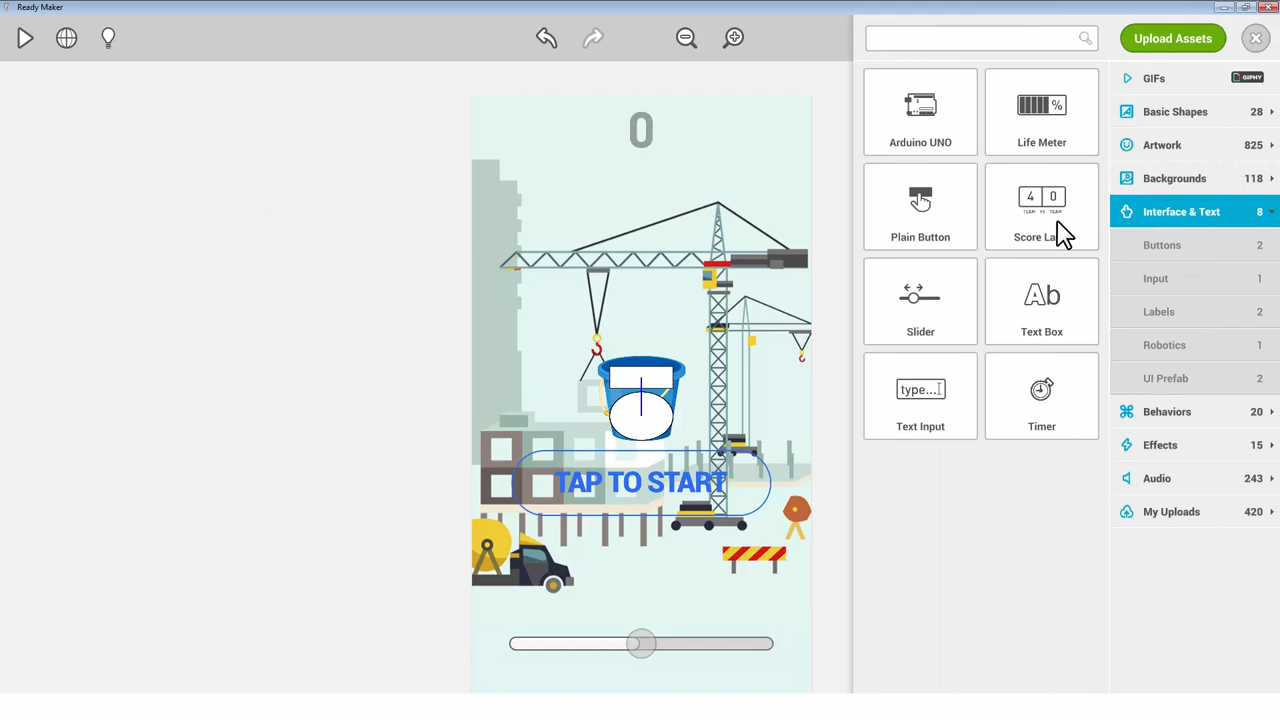 Ready Maker
Upload Assets
0
Arduino UNO
%
Life Meter
Plain Button
4 0
TEAM VS TEAM
Score La
Slider
Ab
Text Box
type...
Text Input
Timer
TAP TO START
GIFs
GIPHY
Basic Shapes 28
Artwork 825
Backgrounds 118
Interface & Text 8
Buttons 2
Input 1
Labels 2
Robotics 1
UI Prefab 2
Behaviors 20
Effects 15
Audio 243
My Uploads 420